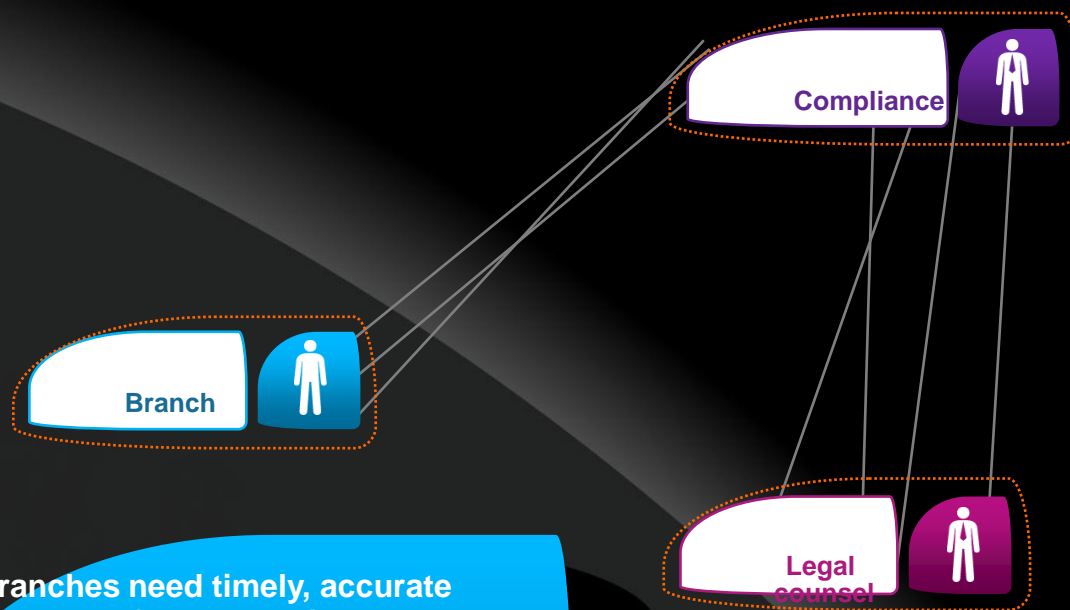 Compliance
Branch
Legal
counsel
ranches need timely, accurate